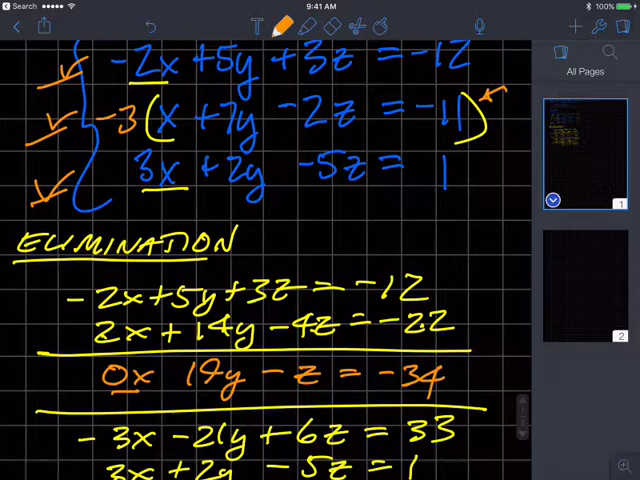 Search
9:41 AM
100%
-2x +5y +3z = -12
-3 (x + 7y -2z = -11)
3x + 2y -5z = 1
All Pages
1
ELIMINATION
-2x+5y+3z = -12
2x + 14y -4z = -22
0x 19y - z = -34
-3x -21y + 6z = 33
3x + 2y -5z = 1
2